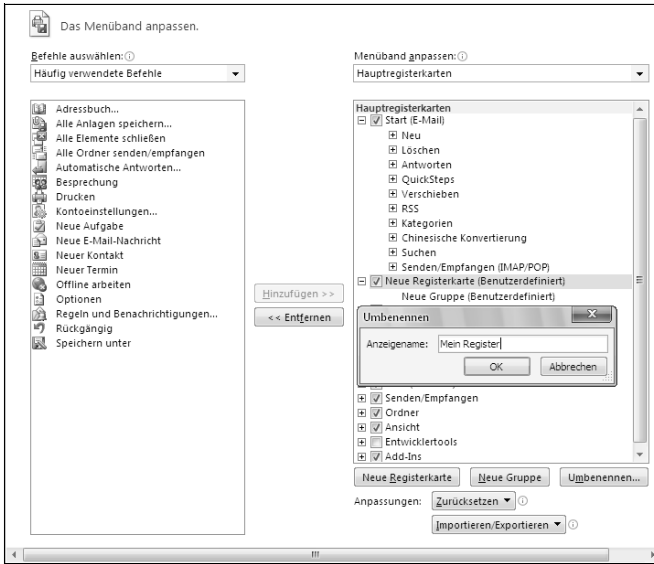 Das Menüband anpassen.
Befehle auswählen:
Häufig verwendete Befehle
Adressbuch...
Alle Anlagen speichern...
Alle Elemente schließen
Alle Ordner senden/empfangen
Automatische Antworten...
Besprechung
Drucken
Kontoeinstellungen...
Neue Aufgabe
Neue E-Mail-Nachricht
Neuer Kontakt
Neuer Termin
Offline arbeiten
Optionen
Regeln und Benachrichtigungen...
Rückgängig
Speichern unter
Hinzufügen >>
<< Entfernen
Menüband anpassen:
Hauptregisterkarten
Hauptregisterkarten
Start (E-Mail)
Neu
Löschen
Antworten
QuickSteps
Verschieben
RSS
Kategorien
Chinesische Konvertierung
Suchen
Senden/Empfangen (IMAP/POP)
Neue Registerkarte (Benutzerdefiniert)
Neue Gruppe (Benutzerdefiniert)
Umbenennen
Anzeigename: Mein Register
OK Abbrechen
Senden/Empfangen
Ordner
Ansicht
Entwicklertools
Add-Ins
Neue Registerkarte Neue Gruppe Umbenennen...
Anpassungen: Zurücksetzen
Importieren/Exportieren